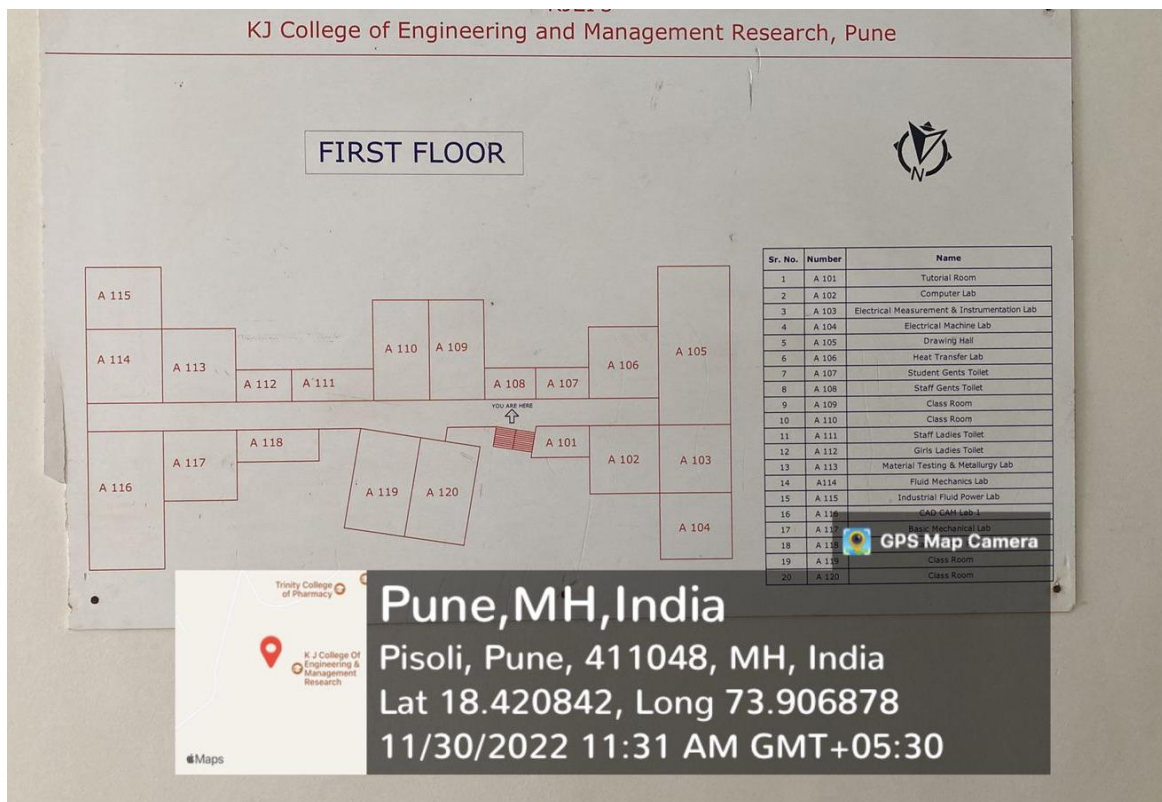 KJ College of Engineering and Management Research, Pune
FIRST FLOOR
N
A 115
A 114
A 113
A 112
A 111
A 110
A 109
A 108
A 107
A 106
A 105
YOU ARE HERE
A 118
A 117
A 116
A 119
A 120
A 101
A 102
A 103
A 104
Sr. No. Number Name
1 A 101 Tutorial Room
2 A 102 Computer Lab
3 A 103 Electrical Measurement & Instrumentation Lab
4 A 104 Electrical Machine Lab
5 A 105 Drawing Hall
6 A 106 Heat Transfer Lab
7 A 107 Student Gents Toilet
8 A 108 Staff Gents Toilet
9 A 109 Class Room
10 A 110 Class Room
11 A 111 Staff Ladies Toilet
12 A 112 Girls Ladies Toilet
13 A 113 Material Testing & Metallurgy Lab
14 A114 Fluid Mechanics Lab
15 A 115 Industrial Fluid Power Lab
16 A 116 CAD CAM Lab 1
17 A 117 Basic Mechanical Lab
18 A 118
19 A 119 Class Room
20 A 120 Class Room
GPS Map Camera
Trinity College of Pharmacy
K J College Of
Engineering &
Management
Research
Maps
Pune,MH,India
Pisoli, Pune, 411048, MH, India
Lat 18.420842, Long 73.906878
11/30/2022 11:31 AM GMT+05:30